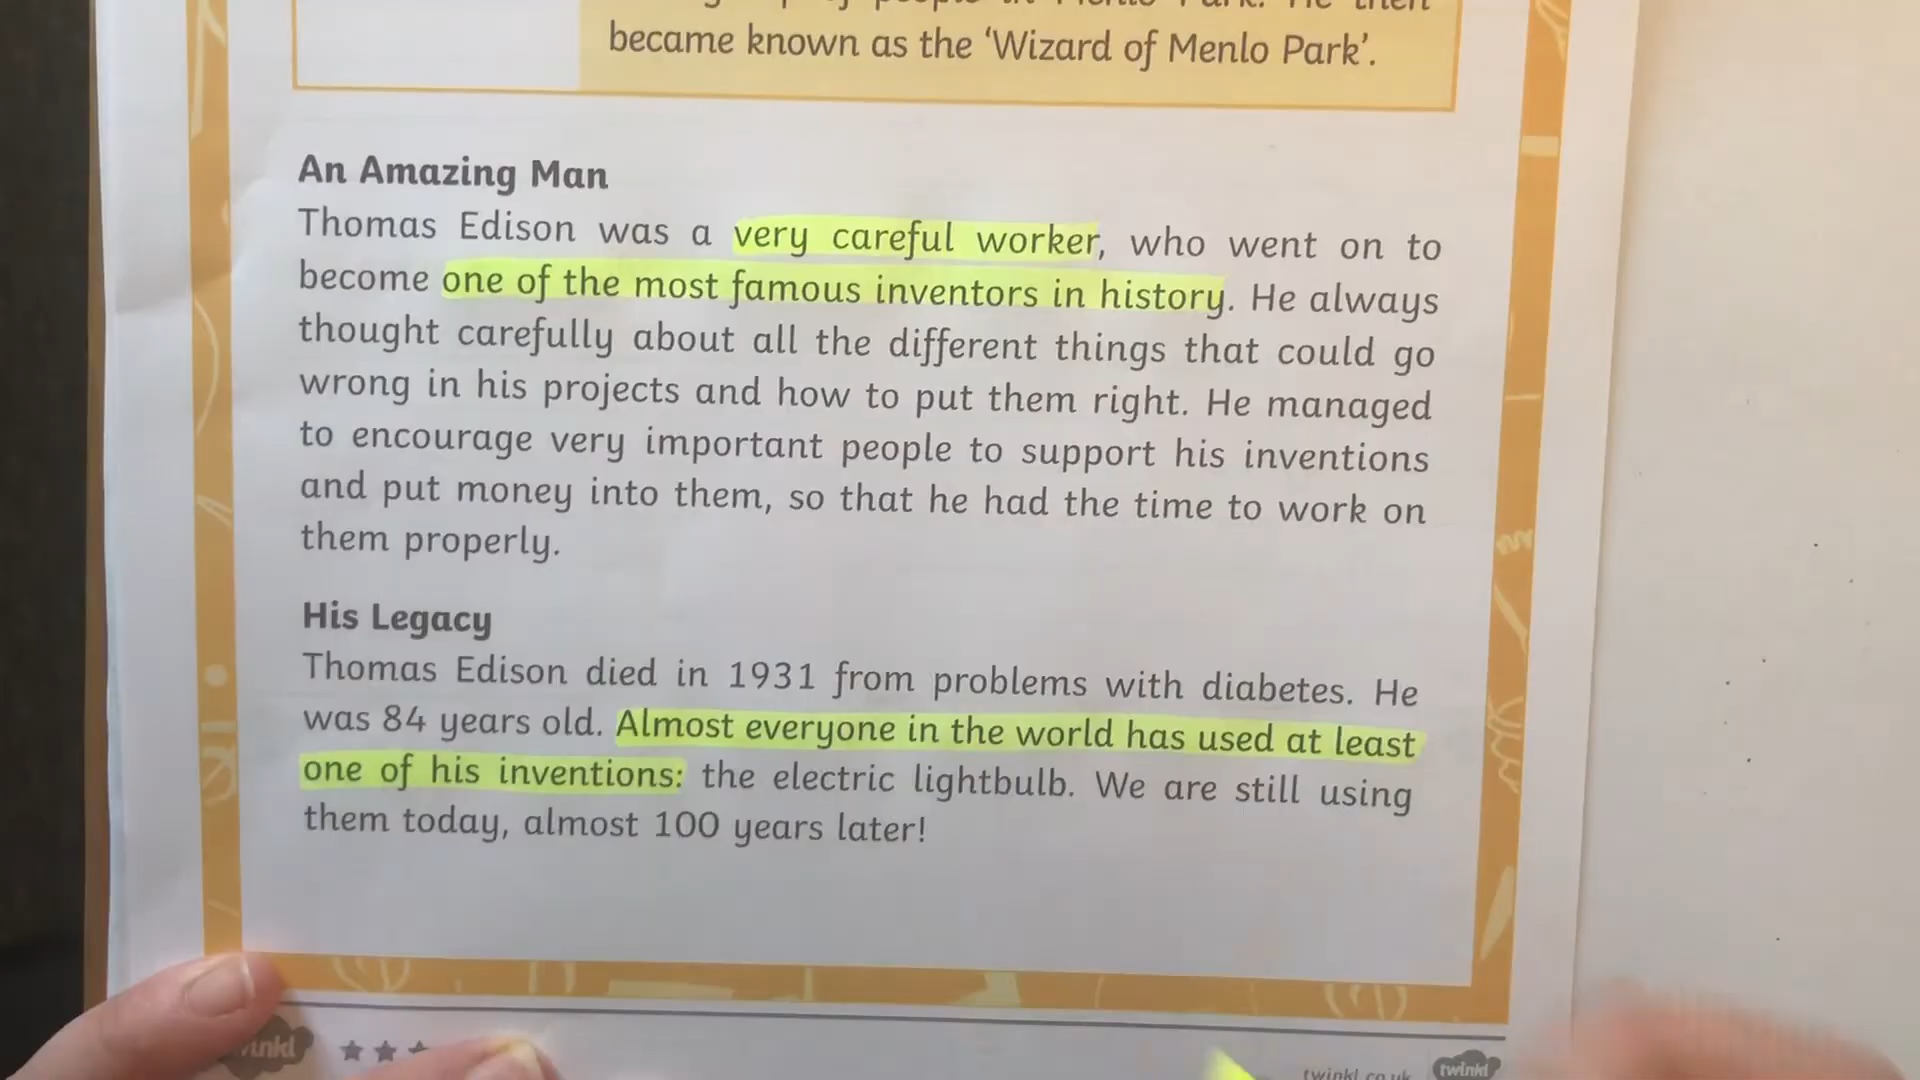 became known as the ‘Wizard of Menlo Park’.
An Amazing Man
Thomas Edison was a very careful worker, who went on to
become one of the most famous inventors in history. He always
thought carefully about all the different things that could go
wrong in his projects and how to put them right. He managed
to encourage very important people to support his inventions
and put money into them, so that he had the time to work on
them properly.
His Legacy
Thomas Edison died in 1931 from problems with diabetes. He
was 84 years old. Almost everyone in the world has used at least
one of his inventions: the electric lightbulb. We are still using
them today, almost 100 years later!
twinkl.co.uk twinkl